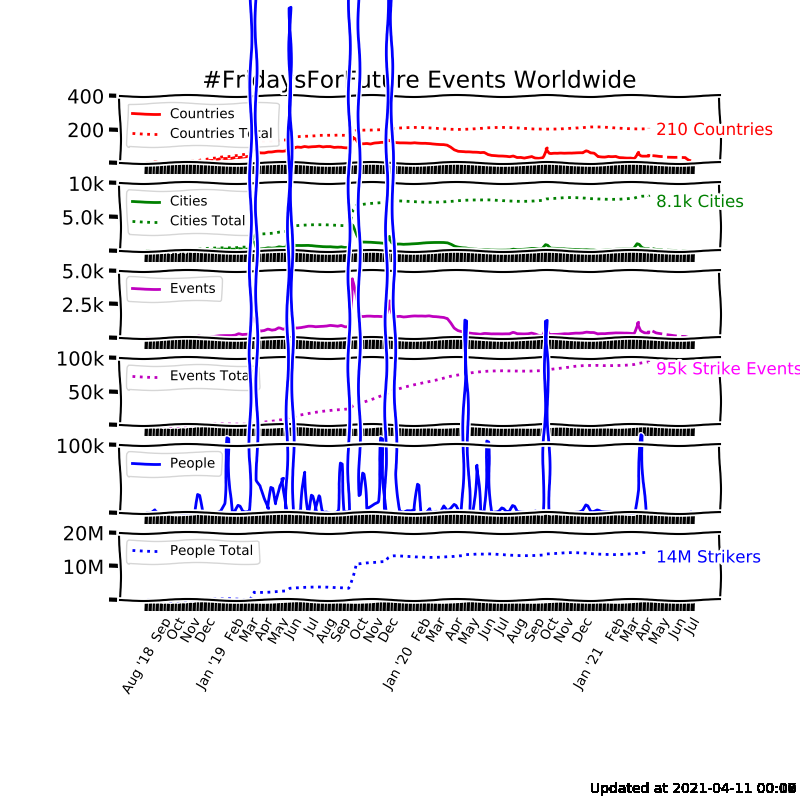 #FridaysForFuture Events Worldwide
400
200
Countries
Countries Total
210 Countries
10k
5.0k
Cities
Cities Total
8.1k Cities
5.0k
2.5k
Events
100k
50k
Events Total
95k Strike Events
100k
People
20M
10M
People Total
14M Strikers
Aug '18 Sep Oct Nov Dec Jan '19 Feb Mar Apr May Jun Jul Aug Sep Oct Nov Dec Jan '20 Feb Mar Apr May Jun Jul Aug Sep Oct Nov Dec Jan '21 Feb Mar Apr May Jun Jul
Updated at 2021-04-11